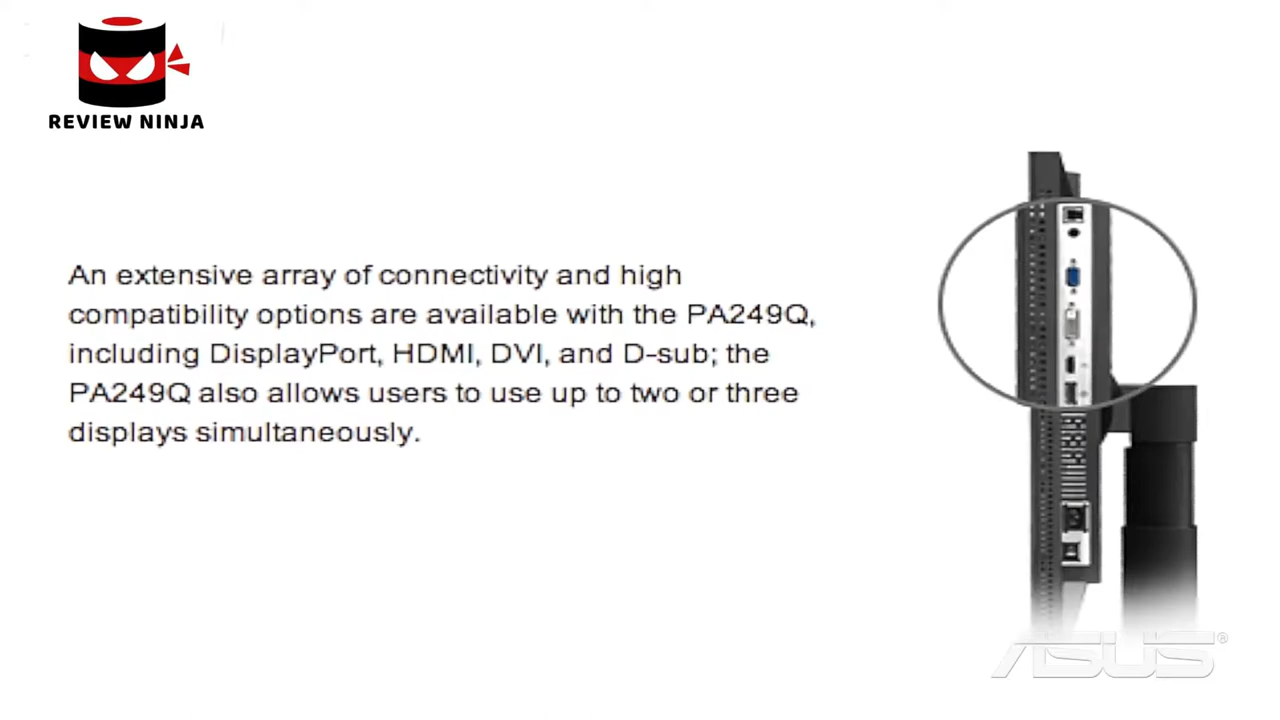 REVIEW NINJA
An extensive array of connectivity and high
compatibility options are available with the PA249Q,
including DisplayPort, HDMI, DVI, and D-sub; the
PA249Q also allows users to use up to two or three
displays simultaneously.
ASUS®